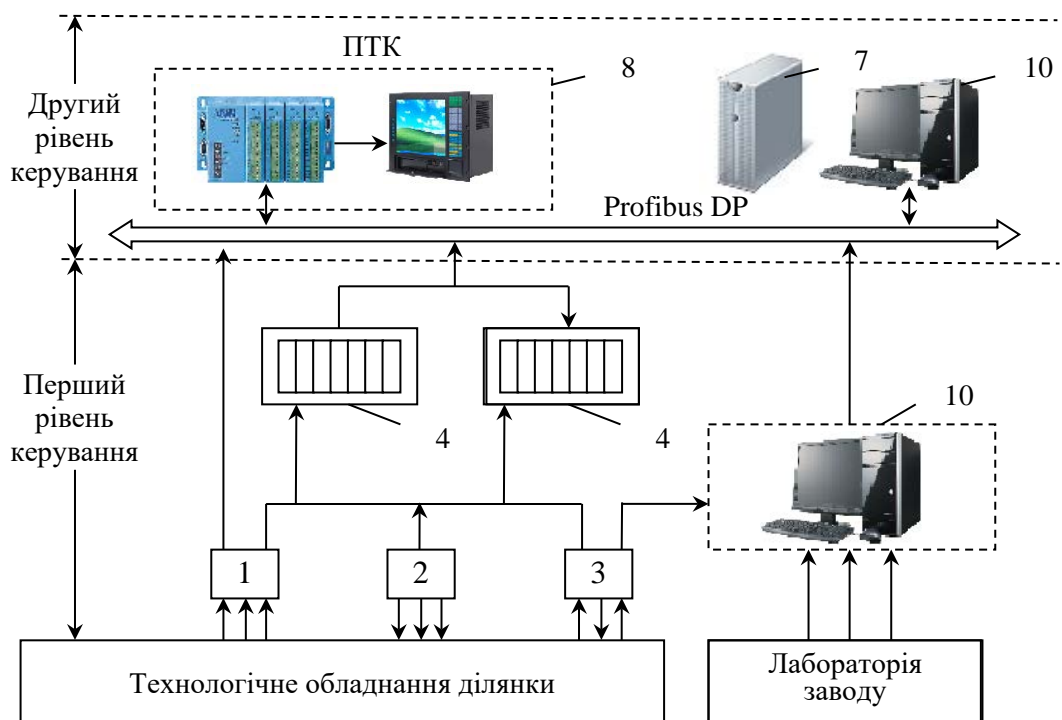 ПТК
8
7
10
Другий
рівень
керування
Profibus DP
Перший
рівень
керування
4
4
10
1
2
3
Технологічне обладнання ділянки
Лабораторія
заводу